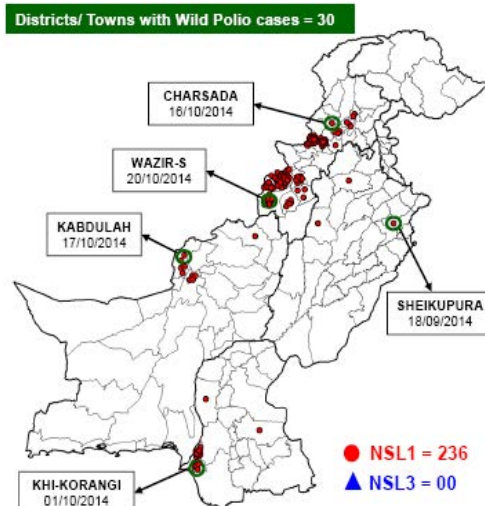 Districts/ Towns with Wild Polio cases = 30
CHARSADA
16/10/2014
WAZIR-S
20/10/2014
KABDULAH
17/10/2014
SHEIKUPURA
18/09/2014
NSL1 = 236
NSL3 = 00
KHI-KORANGI
01/10/2014